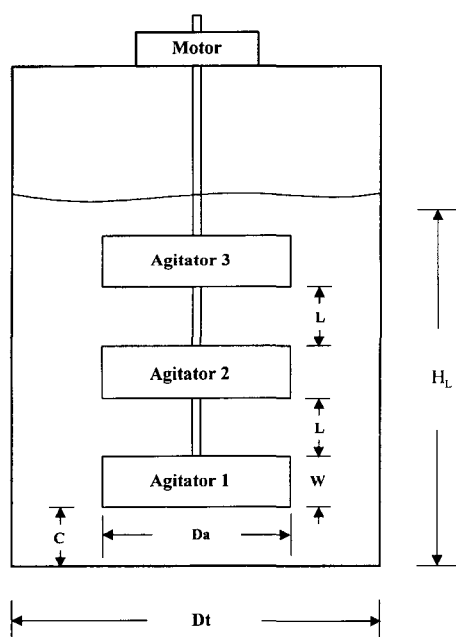 Motor
Agitator 3
L
Agitator 2
H_L
L
Agitator 1
W
C
Da
Dt